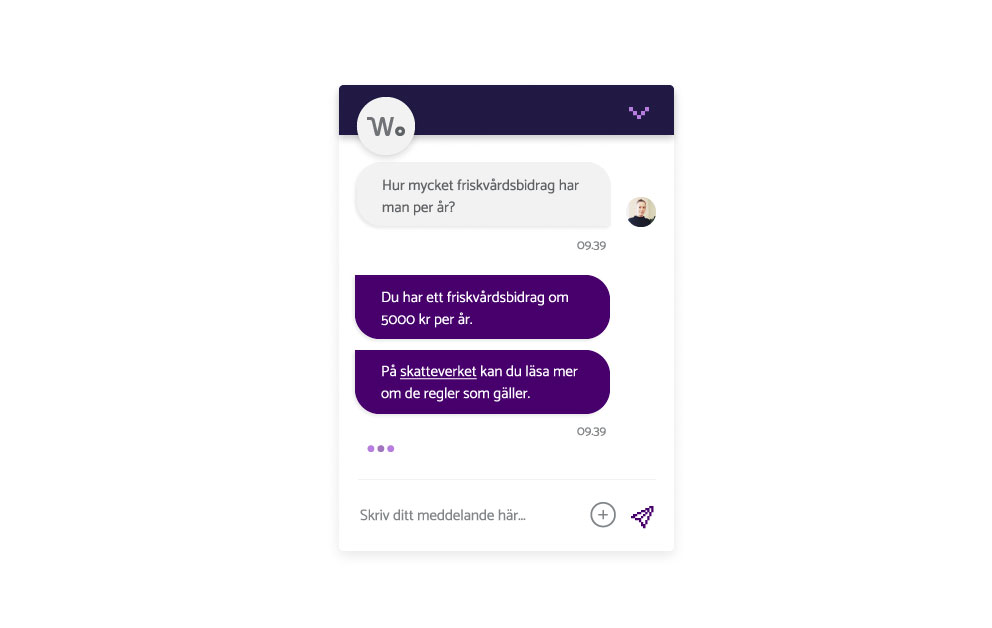 Wo
Hur mycket friskvårdsbidrag har
man per år?
09.39
Du har ett friskvårdsbidrag om
5000 kr per år.
På skatteverket kan du läsa mer
om de regler som gäller.
09.39
Skriv ditt meddelande här...